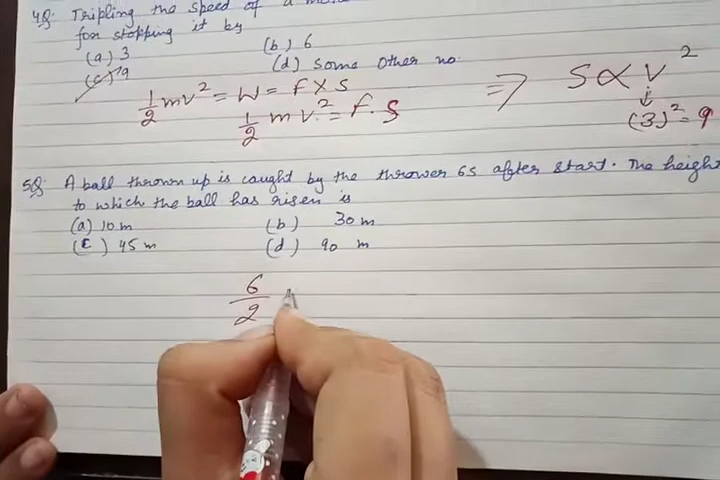 4Q: Tripling the speed of a
for stopping it by
(a) 3 (b) 6
(c) 9 (d) some other no.
1/2 mv² = W = F × S
1/2 mv² = F. S
⇒ S ∝ V²
↓
(3)² = 9
5Q: A ball thrown up is caught by the thrower 6s after start. The height
to which the ball has risen is
(a) 10 m (b) 30 m
(c) 45 m (d) 90 m
6/2